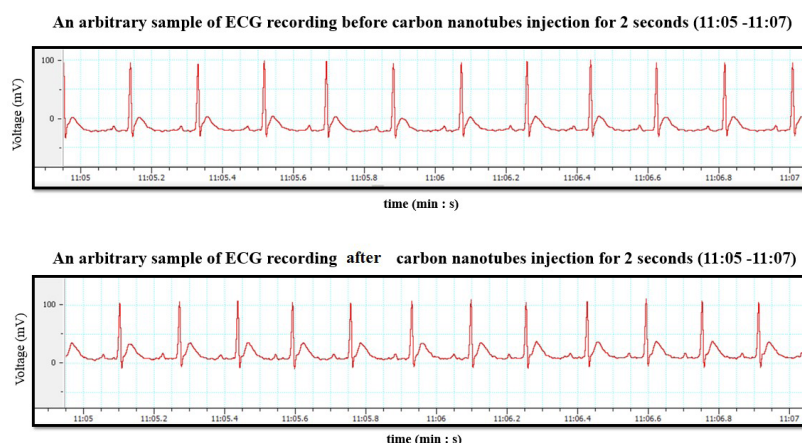 An arbitrary sample of ECG recording before carbon nanotubes injection for 2 seconds (11:05 -11:07)
Voltage (mV)
100
0
11:05 11:05.2 11:05.4 11:05.6 11:05.8 11:06 11:06.2 11:06.4 11:06.6 11:06.8 11:07
time (min : s)
An arbitrary sample of ECG recording after carbon nanotubes injection for 2 seconds (11:05 -11:07)
Voltage (mV)
100
0
11:05 11:05.2 11:05.4 11:05.6 11:05.8 11:06 11:06.2 11:06.4 11:06.6 11:06.8 11:07
time (min : s)